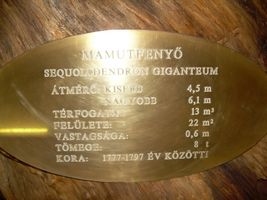 MAMUTFENYŐ
SEQUOIODENDRON GIGANTEUM
ÁTMÉRŐ: KISEBB 4,5 m
NAGYOBB 6,1 m
TÉRFOGATA: 13 m³
FELÜLETE: 22 m²
VASTAGSÁGA: 0,6 m
TÖMEGE: 8 t
KORA: 1777-1797 ÉV KÖZÖTTI